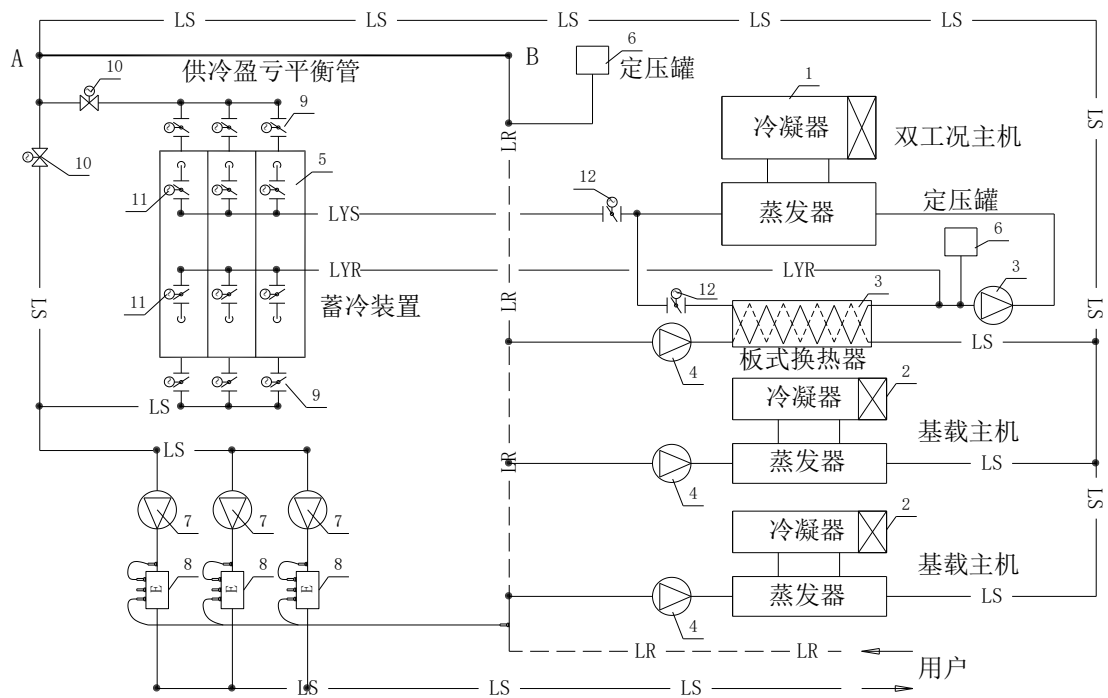 LS LS LS LS
A B
6
定压罐
10
供冷盈亏平衡管
1
冷凝器
双工况主机
9
LR
LS
10
5
12
蒸发器
定压罐
11
LYS
6
LYR LYR
3
12
3
11
LR
LS
LS
蓄冷装置
LS
板式换热器
4
2
冷凝器
9
LS
基载主机
LS
LR
蒸发器
LS
4
LS
2
7 7 7
冷凝器
基载主机
8 8 8
E E E
蒸发器
LS
4
LR LR
用户
LS LS LS